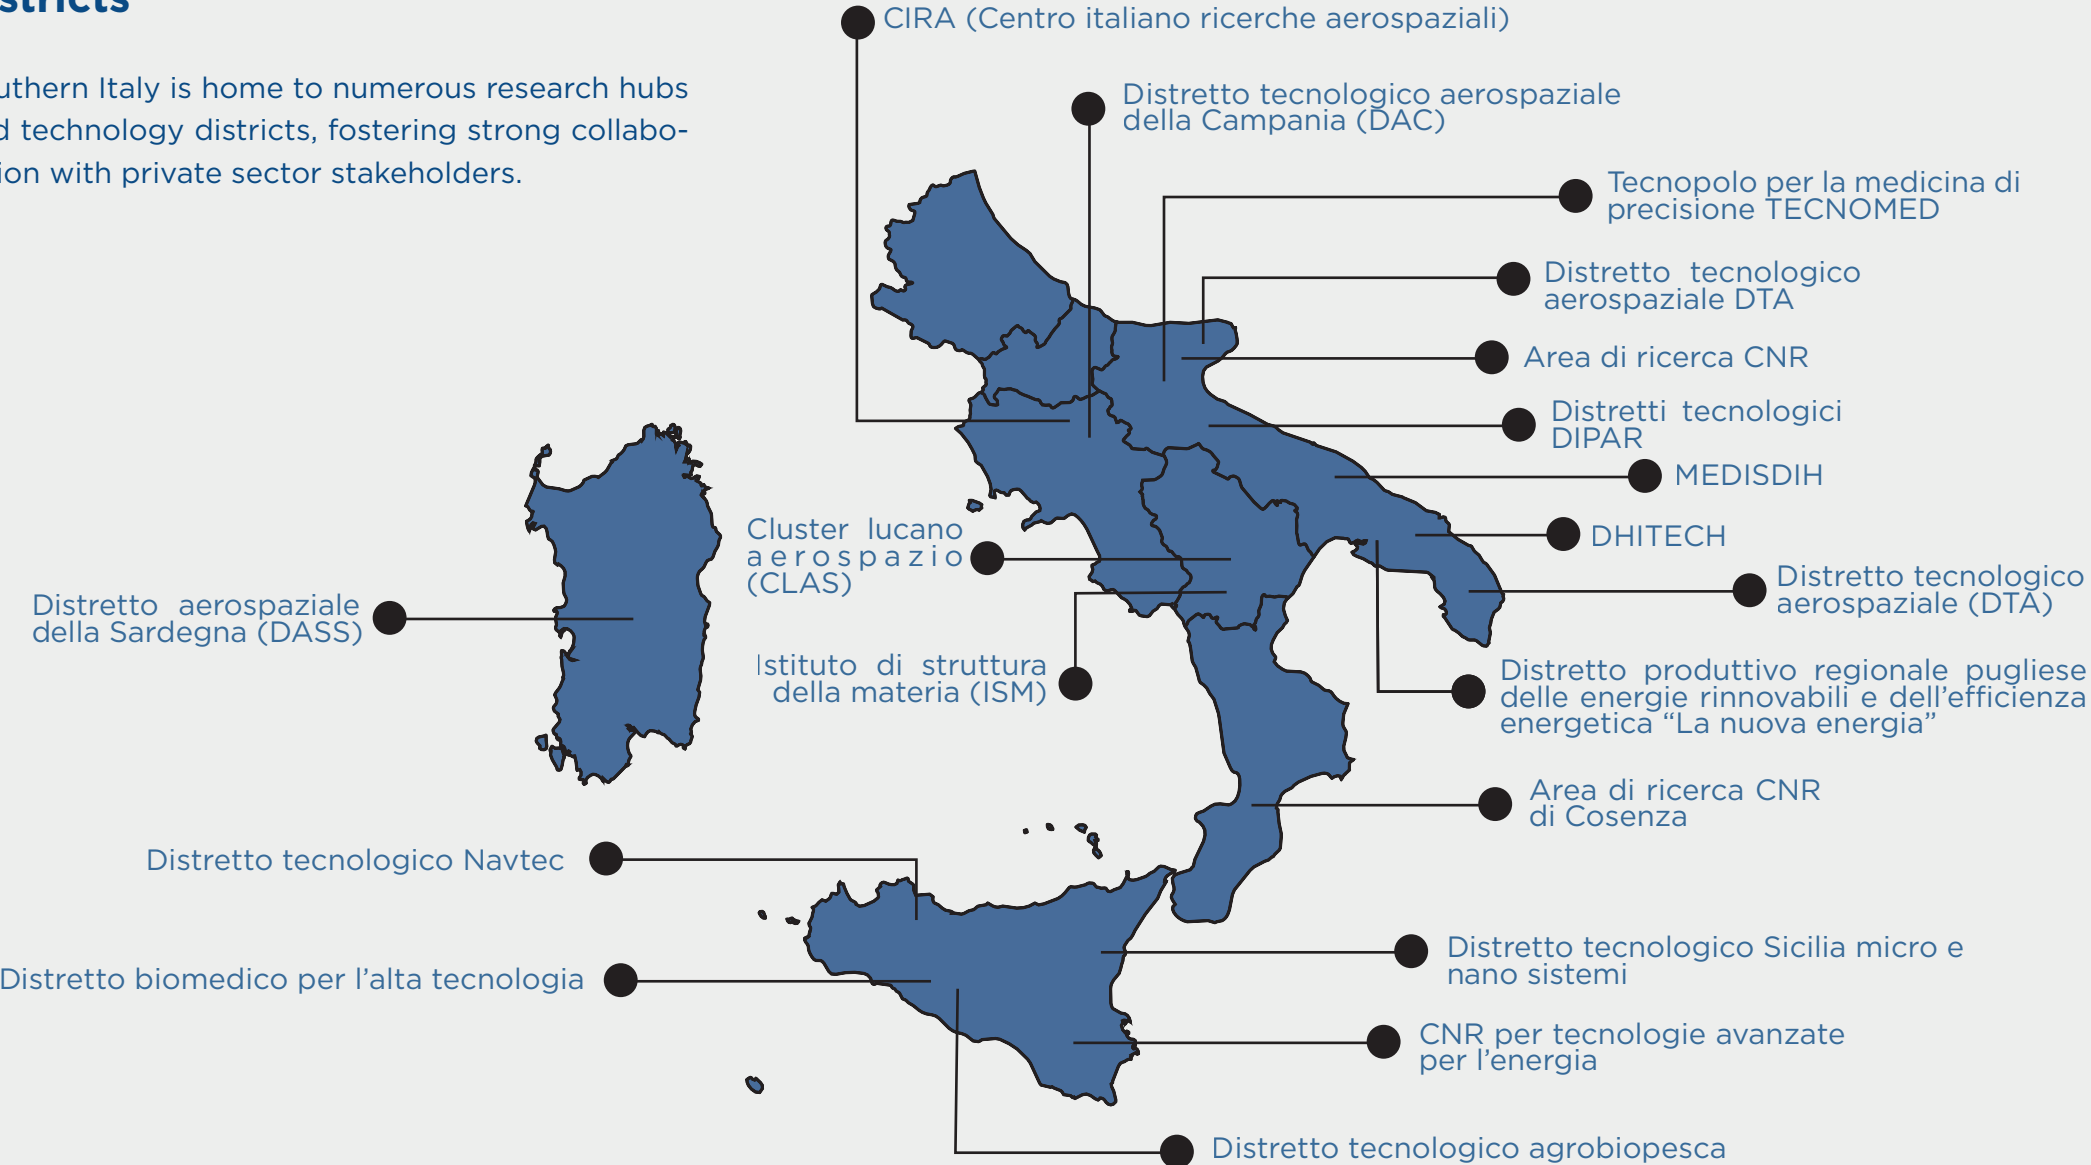 stricts
uthern Italy is home to numerous research hubs
d technology districts, fostering strong collabo-
ion with private sector stakeholders.
CIRA (Centro italiano ricerche aerospaziali)
Distretto tecnologico aerospaziale
della Campania (DAC)
Tecnopolo per la medicina di
precisione TECNOMED
Distretto tecnologico
aerospaziale DTA
Area di ricerca CNR
Distretti tecnologici
DIPAR
MEDISDIH
DHITECH
Cluster lucano
aerospazio
(CLAS)
Distretto tecnologico
aerospaziale (DTA)
Distretto aerospaziale
della Sardegna (DASS)
Istituto di struttura
della materia (ISM)
Distretto produttivo regionale pugliese
delle energie rinnovabili e dell’efficienza
energetica “La nuova energia”
Area di ricerca CNR
di Cosenza
Distretto tecnologico Navtec
Distretto tecnologico Sicilia micro e
nano sistemi
Distretto biomedico per l’alta tecnologia
CNR per tecnologie avanzate
per l’energia
Distretto tecnologico agrobiopesca